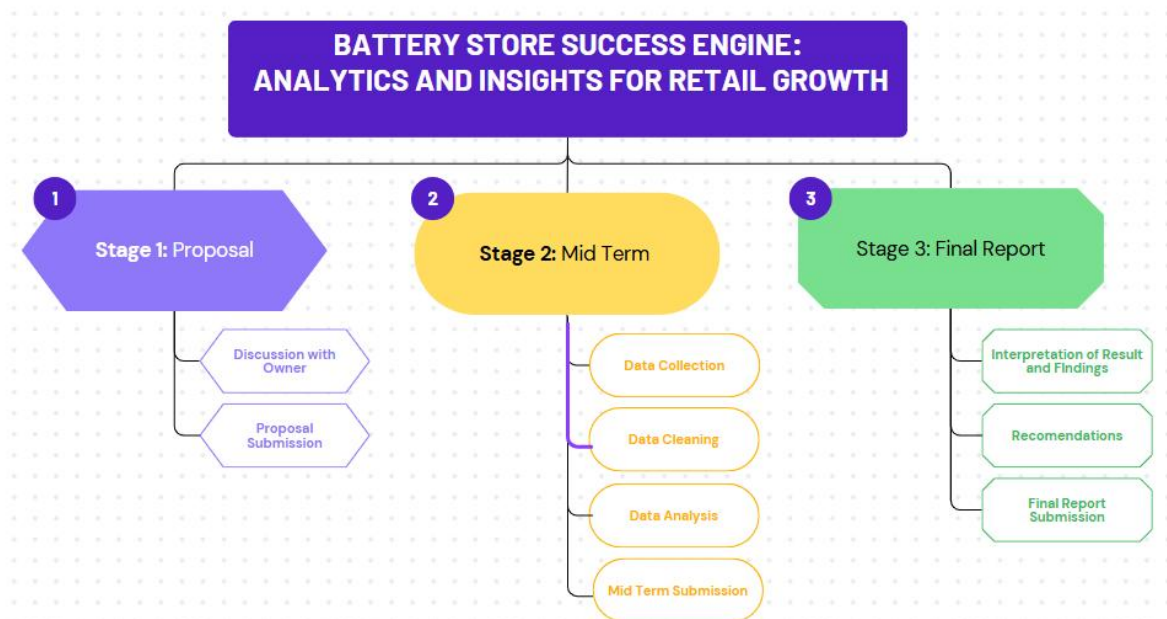 BATTERY STORE SUCCESS ENGINE:
ANALYTICS AND INSIGHTS FOR RETAIL GROWTH
1
Stage 1: Proposal
Discussion with
Owner
Proposal
Submission
2
Stage 2: Mid Term
Data Collection
Data Cleaning
Data Analysis
Mid Term Submission
3
Stage 3: Final Report
Interpretation of Result
and FIndings
Recomendations
Final Report
Submission